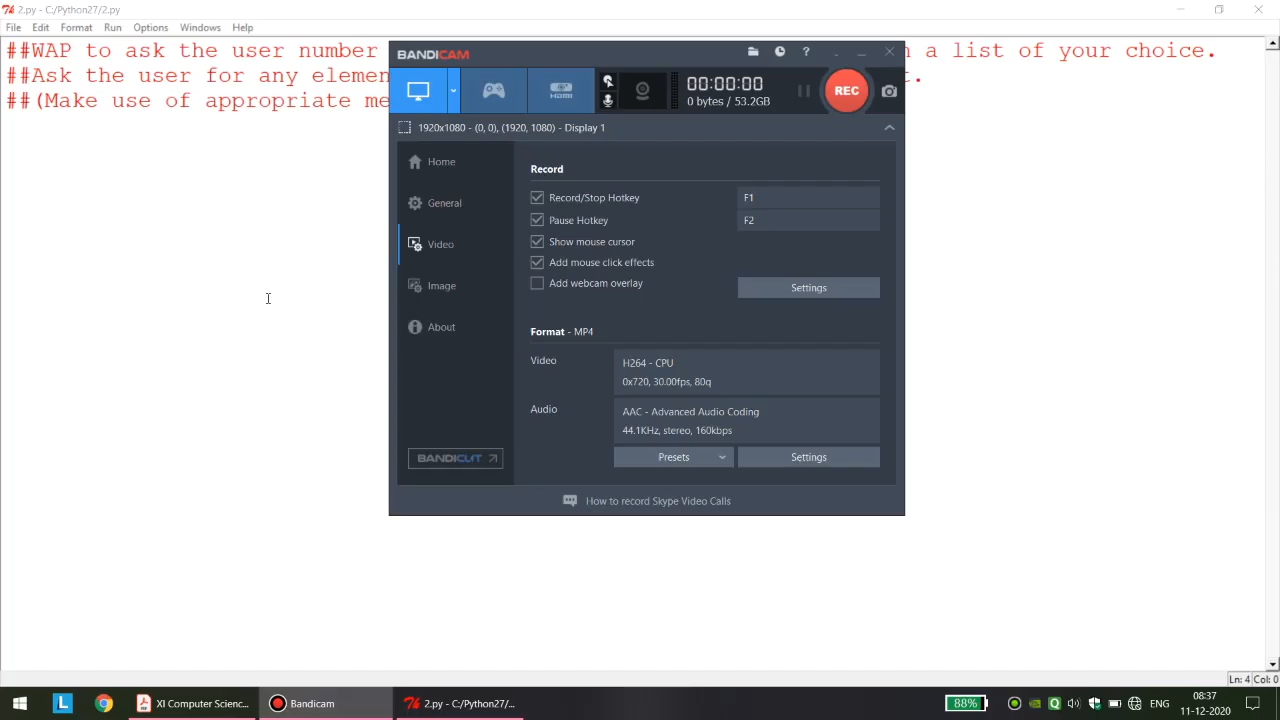 2.py - C:/Python27/2.py
File Edit Format Run Options Windows Help
##WAP to ask the user number
a list of your choice.
##Ask the user for any elemen
##(Make use of appropriate me
BANDICAM
?
HDMI
00:00:00
0 bytes / 53.2GB
REC
1920x1080 - (0, 0), (1920, 1080) - Display 1
Home
General
Video
Image
About
BANDICUT
Record
Record/Stop Hotkey F1
Pause Hotkey F2
Show mouse cursor
Add mouse click effects
Add webcam overlay
Settings
Format - MP4
Video
H264 - CPU
0x720, 30.00fps, 80q
Audio
AAC - Advanced Audio Coding
44.1KHz, stereo, 160kbps
Presets Settings
How to record Skype Video Calls
Ln: 4 Col: 0
L
XI Computer Scienc...
Bandicam
2.py - C:/Python27/...
88%
ENG
08:37
11-12-2020